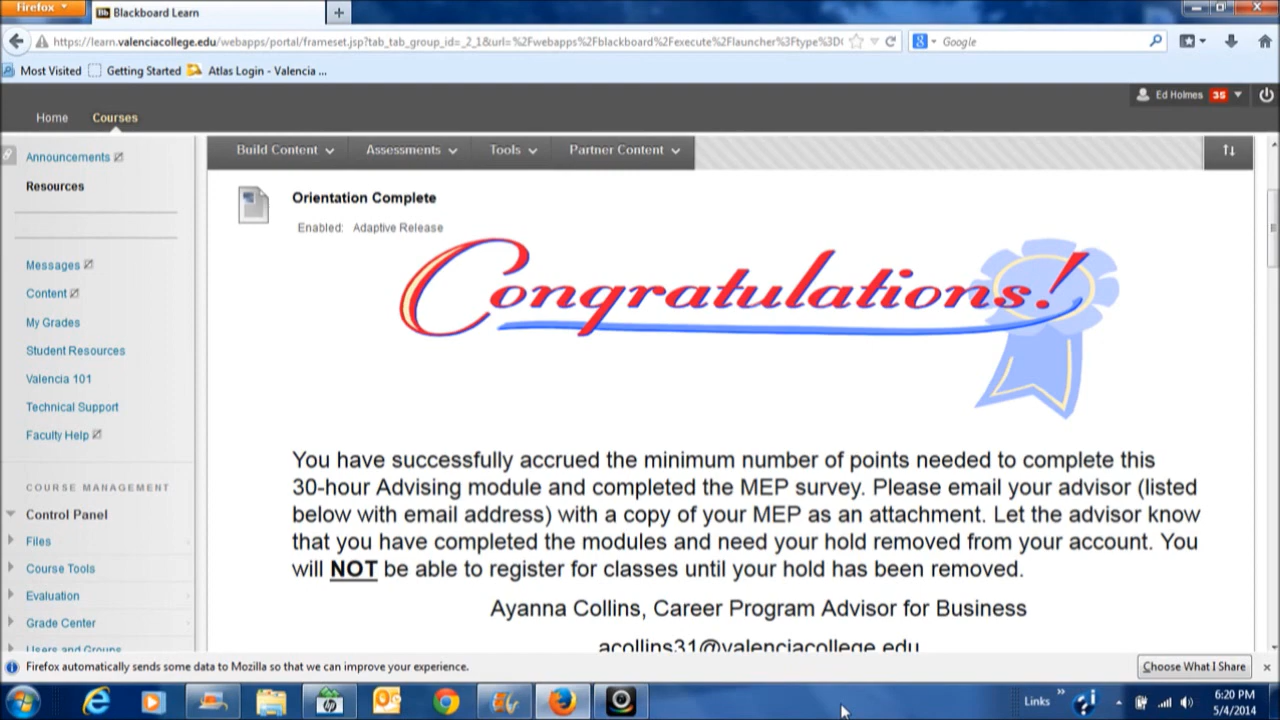 Firefox
Blackboard Learn
https://learn.valenciacollege.edu/webapps/portal/frameset.jsp?tab_tab_group_id=_2_1&url=%2Fwebapps%2Fblackboard%2Fexecute%2Flauncher%3Ftype%3DC
Google
Most Visited
Getting Started
Atlas Login - Valencia ...
Ed Holmes 35
Home
Courses
Build Content
Assessments
Tools
Partner Content
Announcements
Resources
Messages
Content
My Grades
Student Resources
Valencia 101
Technical Support
Faculty Help
COURSE MANAGEMENT
Control Panel
Files
Course Tools
Evaluation
Grade Center
Users and Groups
Orientation Complete
Enabled: Adaptive Release
Congratulations!
You have successfully accrued the minimum number of points needed to complete this
30-hour Advising module and completed the MEP survey. Please email your advisor (listed
below with email address) with a copy of your MEP as an attachment. Let the advisor know
that you have completed the modules and need your hold removed from your account. You
will NOT be able to register for classes until your hold has been removed.
Ayanna Collins, Career Program Advisor for Business
acollins31@valenciacollege.edu
Firefox automatically sends some data to Mozilla so that we can improve your experience.
Choose What I Share
Links
6:20 PM
5/4/2014